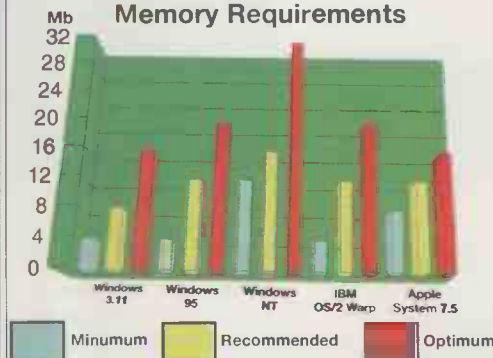 Memory Requirements
Mb
32
28
24
20
16
12
8
4
0
Windows 3.11
Windows 95
Windows NT
IBM OS/2 Warp
Apple System 7.5
Minumum
Recommended
Optimum